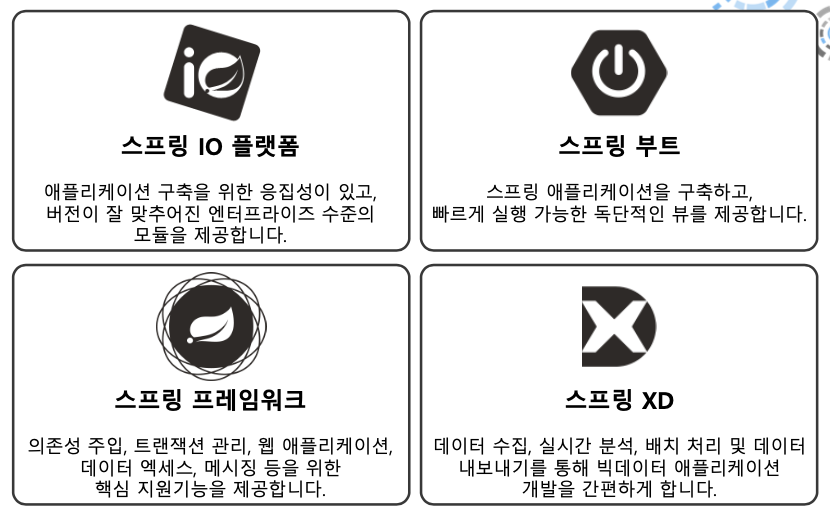 스프링 IO 플랫폼
애플리케이션 구축을 위한 응집성이 있고,
버전이 잘 맞추어진 엔터프라이즈 수준의
모듈을 제공합니다.
스프링 부트
스프링 애플리케이션을 구축하고,
빠르게 실행 가능한 독단적인 뷰를 제공합니다.
스프링 프레임워크
의존성 주입, 트랜잭션 관리, 웹 애플리케이션,
데이터 엑세스, 메시징 등을 위한
핵심 지원기능을 제공합니다.
스프링 XD
데이터 수집, 실시간 분석, 배치 처리 및 데이터
내보내기를 통해 빅데이터 애플리케이션
개발을 간편하게 합니다.